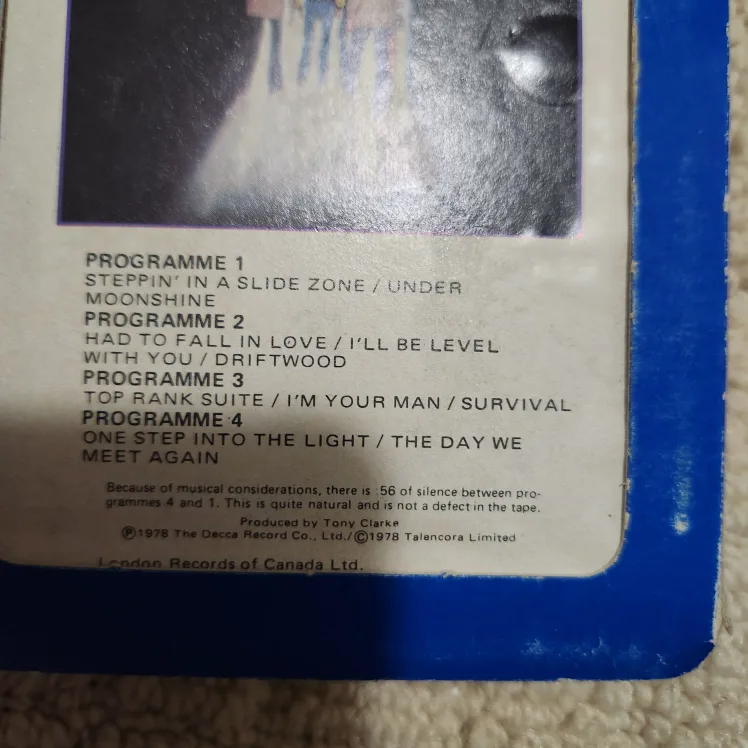 PROGRAMME 1
STEPPIN' IN A SLIDE ZONE / UNDER
MOONSHINE
PROGRAMME 2
HAD TO FALL IN LOVE / I'LL BE LEVEL
WITH YOU / DRIFTWOOD
PROGRAMME 3
TOP RANK SUITE / I'M YOUR MAN / SURVIVAL
PROGRAMME 4
ONE STEP INTO THE LIGHT / THE DAY WE
MEET AGAIN
Because of musical considerations, there is :56 of silence between pro-
grammes 4 and 1. This is quite natural and is not a defect in the tape.
Produced by Tony Clarke
Ⓟ1978 The Decca Record Co., Ltd./Ⓒ1978 Talencora Limited
London Records of Canada Ltd.